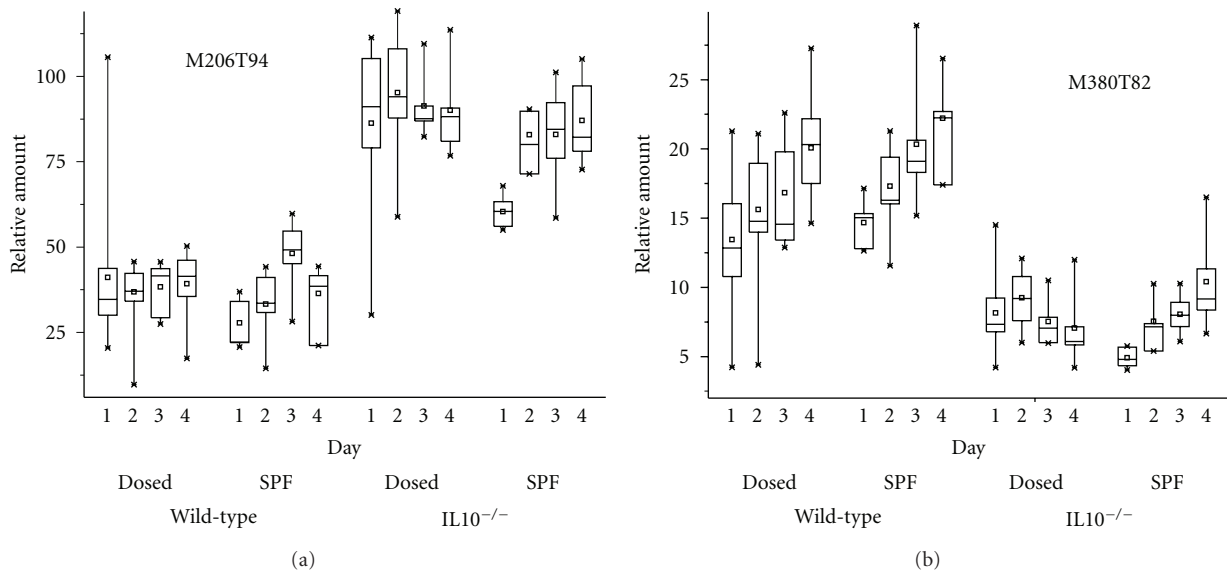 M206T94
Relative amount
100
75
50
25
1 2 3 4 1 2 3 4 1 2 3 4 1 2 3 4
Day
Dosed SPF Dosed SPF
Wild-type IL10−/−
(a)
M380T82
Relative amount
25
20
15
10
5
1 2 3 4 1 2 3 4 1 2 3 4 1 2 3 4
Day
Dosed SPF Dosed SPF
Wild-type IL10−/−
(b)